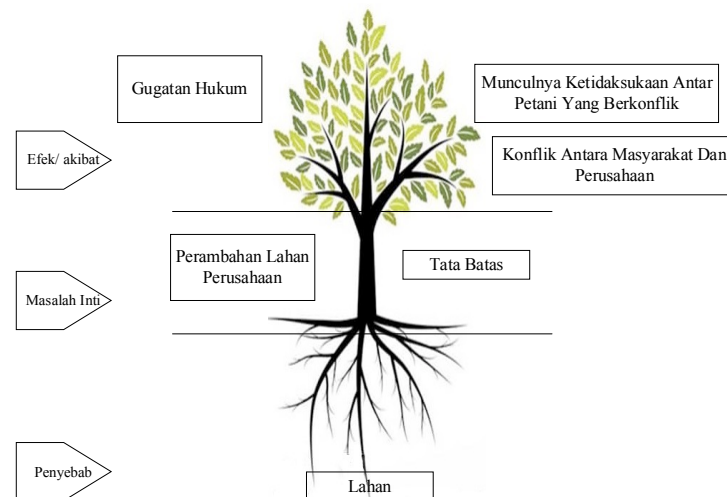 Gugatan Hukum
Munculnya Ketidaksukaan Antar
Petani Yang Berkonflik
Efek/ akibat
Konflik Antara Masyarakat Dan
Perusahaan
Perambahan Lahan
Perusahaan
Tata Batas
Masalah Inti
Penyebab
Lahan